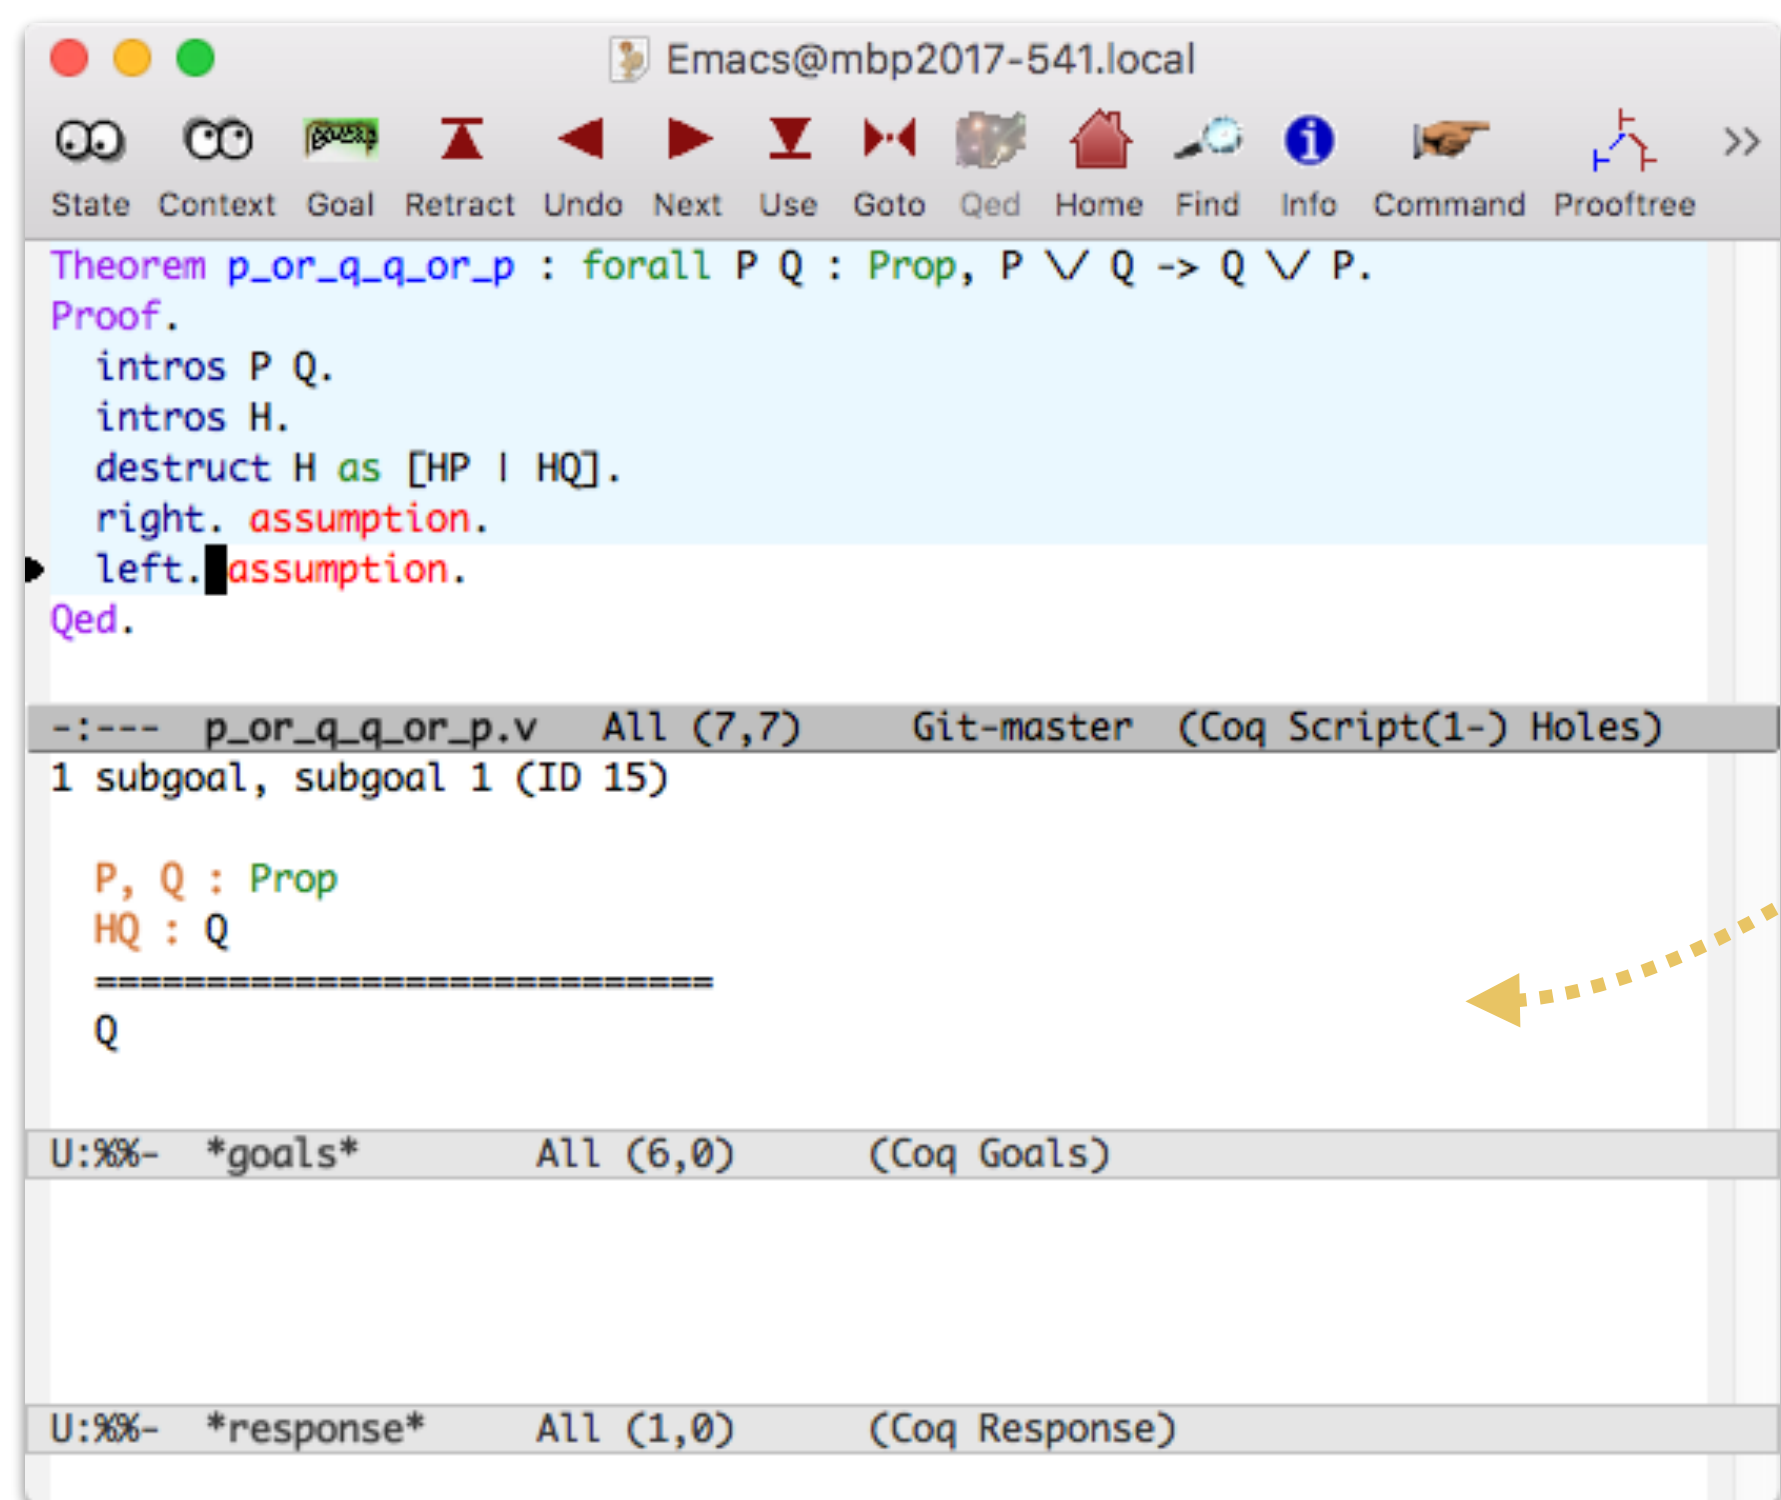 Emacs@mbp2017-541.local
State Context Goal Retract Undo Next Use Goto Qed Home Find Info Command Prooftree >>
Theorem p_or_q_q_or_p : forall P Q : Prop, P \/ Q -> Q \/ P.
Proof.
  intros P Q.
  intros H.
  destruct H as [HP | HQ].
  right. assumption.
  left. assumption.
Qed.
-:---  p_or_q_q_or_p.v   All (7,7)     Git-master  (Coq Script(1-) Holes)
1 subgoal, subgoal 1 (ID 15)
  P, Q : Prop
  HQ : Q
  ============================
  Q
U:%%-  *goals*        All (6,0)      (Coq Goals)
U:%%-  *response*     All (1,0)      (Coq Response)